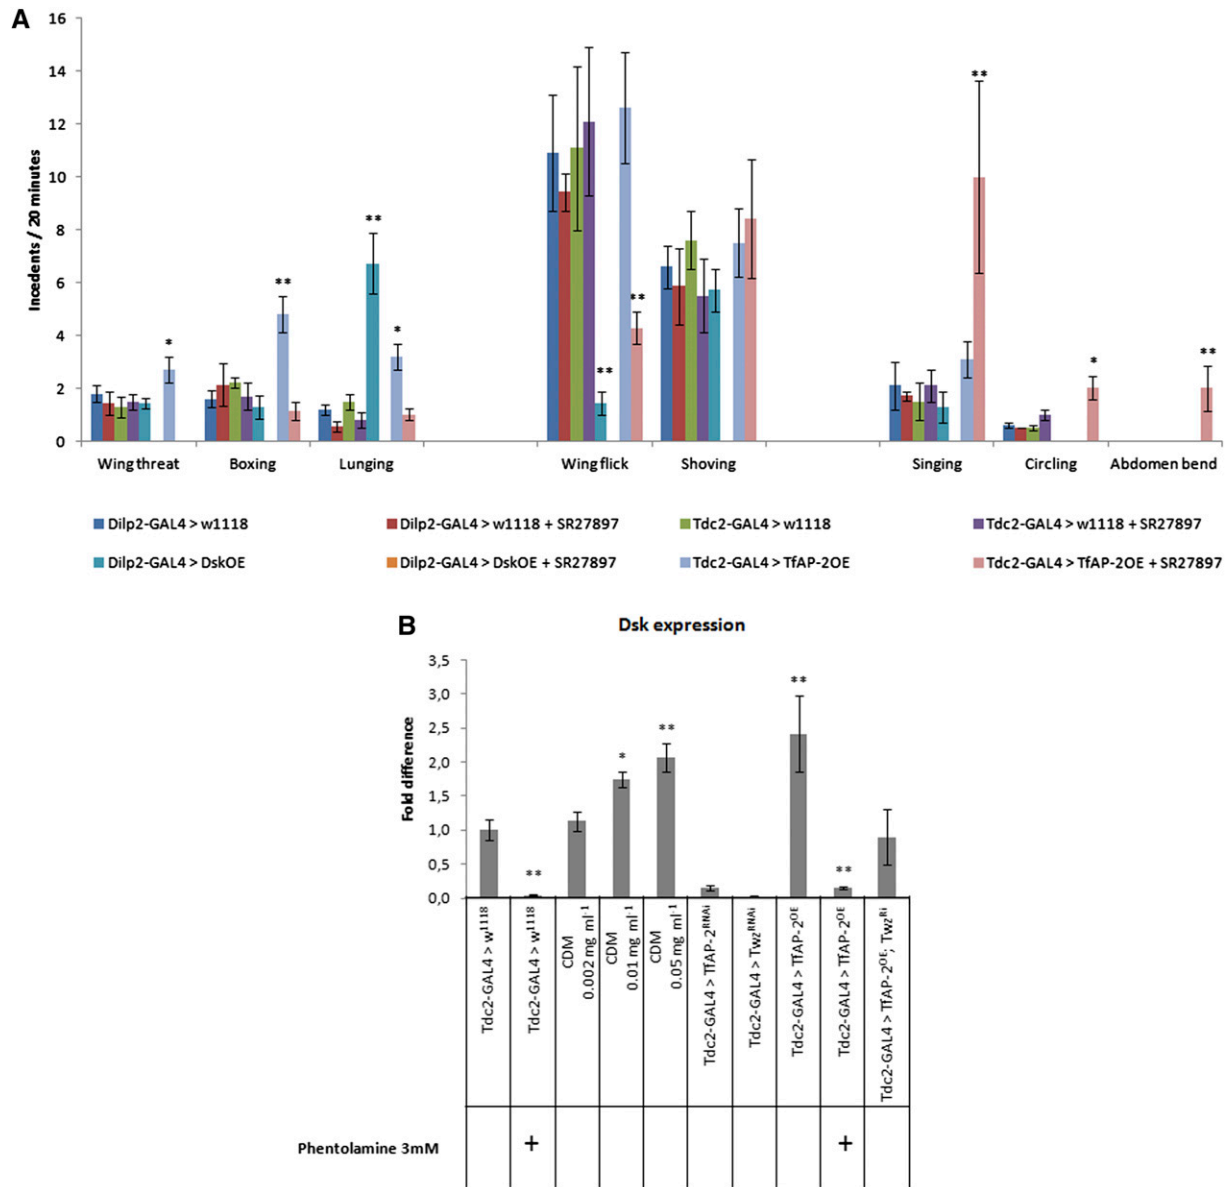 A
Incedents / 20 minutes
16
14
12
10
8
6
4
2
0
*
**
**
*
**
**
**
*
**
Wing threat Boxing Lunging Wing flick Shoving Singing Circling Abdomen bend
Dilp2-GAL4 > w1118 Dilp2-GAL4 > w1118 + SR27897 Tdc2-GAL4 > w1118 Tdc2-GAL4 > w1118 + SR27897
Dilp2-GAL4 > DskOE Dilp2-GAL4 > DskOE + SR27897 Tdc2-GAL4 > TfAP-2OE Tdc2-GAL4 > TfAP-2OE + SR27897
B
Dsk expression
Fold difference
3,5
3,0
2,5
2,0
1,5
1,0
0,5
0,0
**
*
**
**
**
Tdc2-GAL4 > w1118
Tdc2-GAL4 > w1118
CDM
0.002 mg ml-1
CDM
0.01 mg ml-1
CDM
0.05 mg ml-1
Tdc2-GAL4 > TfAP-2RNAi
Tdc2-GAL4 > TwzRNAi
Tdc2-GAL4 > TfAP-2OE
Tdc2-GAL4 > TfAP-2OE
Tdc2-GAL4 > TfAP-2OE; TwzRi
Phentolamine 3mM + +